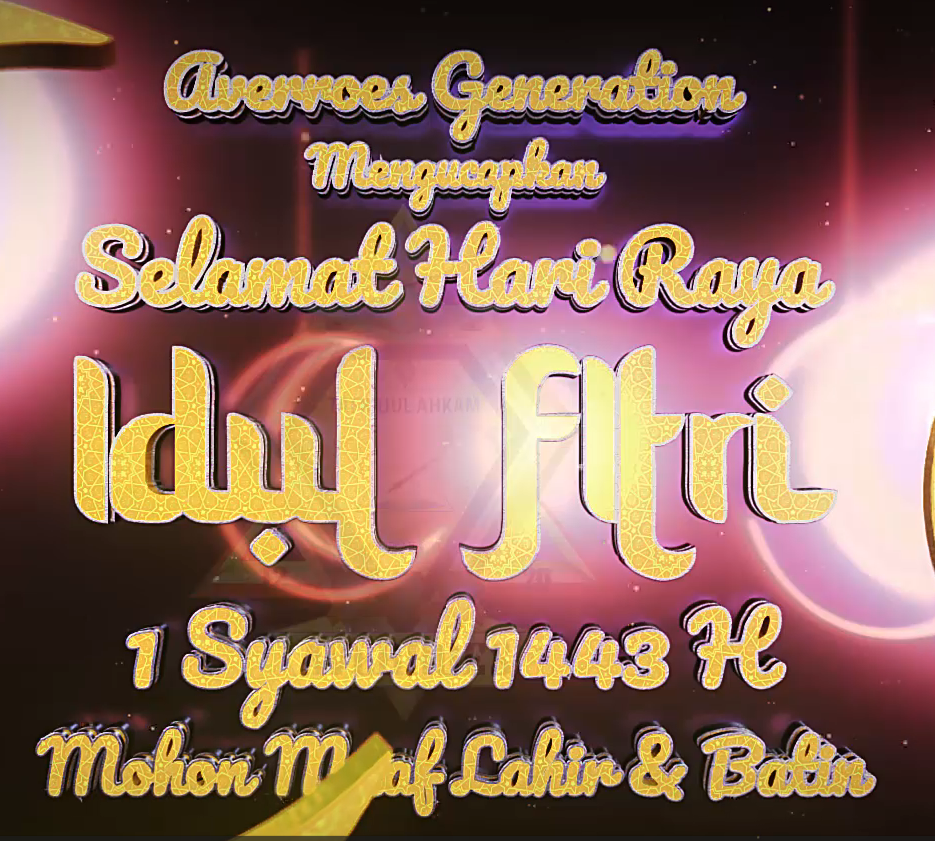 Averroes Generation
Mengucapkan
Selamat Hari Raya
Idul Fitri
1 Syawal 1443 H
Mohon Maaf Lahir & Batin